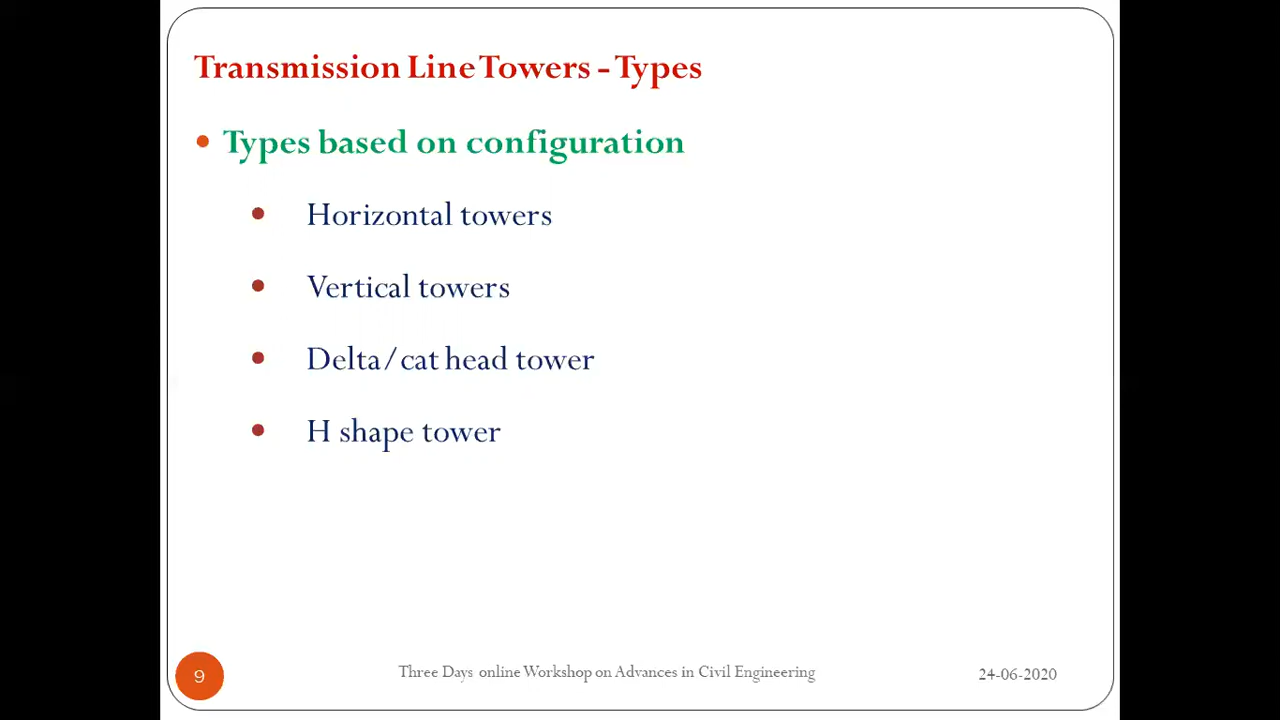 Transmission Line Towers - Types
Types based on configuration
Horizontal towers
Vertical towers
Delta/cat head tower
H shape tower
9
Three Days online Workshop on Advances in Civil Engineering
24-06-2020